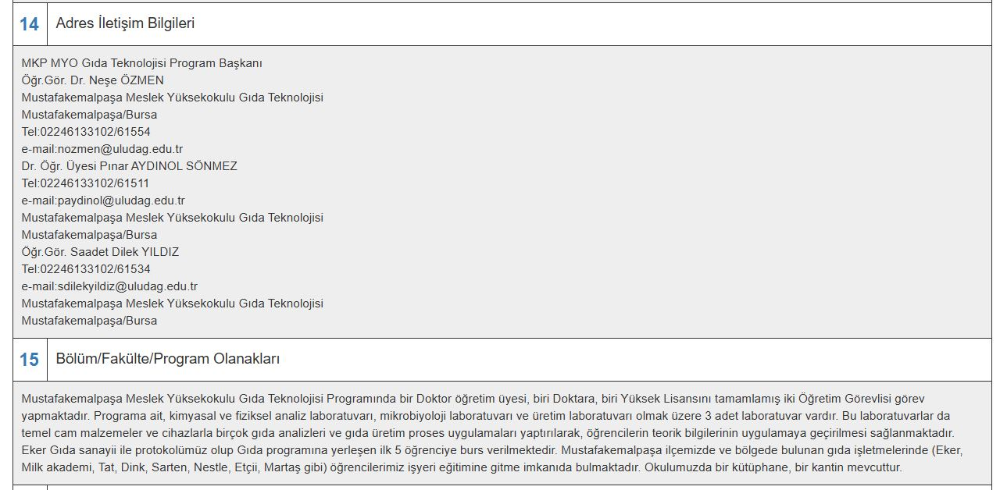 14 Adres İletişim Bilgileri
MKP MYO Gıda Teknolojisi Program Başkanı
Öğr.Gör. Dr. Neşe ÖZMEN
Mustafakemalpaşa Meslek Yüksekokulu Gıda Teknolojisi
Mustafakemalpaşa/Bursa
Tel:02246133102/61554
e-mail:nozmen@uludag.edu.tr
Dr. Öğr. Üyesi Pınar AYDINOL SÖNMEZ
Tel:02246133102/61511
e-mail:paydinol@uludag.edu.tr
Mustafakemalpaşa Meslek Yüksekokulu Gıda Teknolojisi
Mustafakemalpaşa/Bursa
Öğr.Gör. Saadet Dilek YILDIZ
Tel:02246133102/61534
e-mail:sdilekyildiz@uludag.edu.tr
Mustafakemalpaşa Meslek Yüksekokulu Gıda Teknolojisi
Mustafakemalpaşa/Bursa
15 Bölüm/Fakülte/Program Olanakları
Mustafakemalpaşa Meslek Yüksekokulu Gıda Teknolojisi Programında bir Doktor öğretim üyesi, biri Doktara, biri Yüksek Lisansını tamamlamış iki Öğretim Görevlisi görev
yapmaktadır. Programa ait, kimyasal ve fiziksel analiz laboratuvarı, mikrobiyoloji laboratuvarı ve üretim laboratuvarı olmak üzere 3 adet laboratuvar vardır. Bu laboratuvarlar da
temel cam malzemeler ve cihazlarla birçok gıda analizleri ve gıda üretim proses uygulamaları yaptırılarak, öğrencilerin teorik bilgilerinin uygulamaya geçirilmesi sağlanmaktadır.
Eker Gıda sanayii ile protokolümüz olup Gıda programına yerleşen ilk 5 öğrenciye burs verilmektedir. Mustafakemalpaşa ilçemizde ve bölgede bulunan gıda işletmelerinde (Eker,
Milk akademi, Tat, Dink, Sarten, Nestle, Etçii, Martaş gibi) öğrencilerimiz işyeri eğitimine gitme imkanıda bulmaktadır. Okulumuzda bir kütüphane, bir kantin mevcuttur.